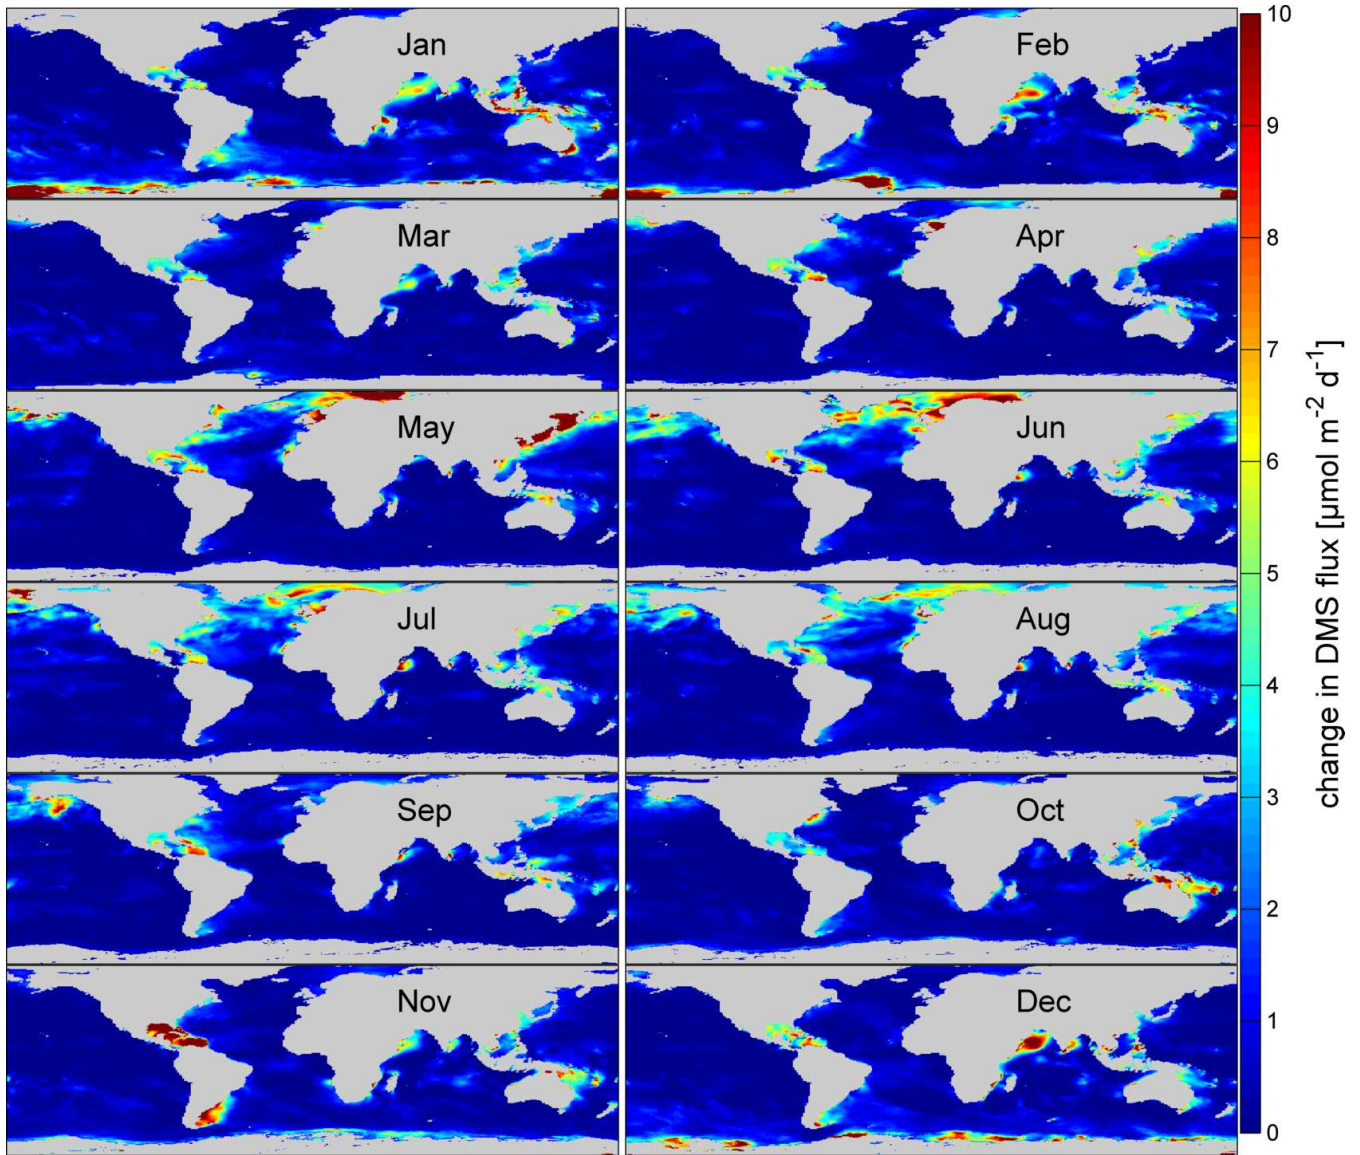 Jan
Feb
Mar
Apr
May
Jun
Jul
Aug
Sep
Oct
Nov
Dec
10
9
8
7
6
5
4
3
2
1
0
change in DMS flux [µmol m⁻² d⁻¹]